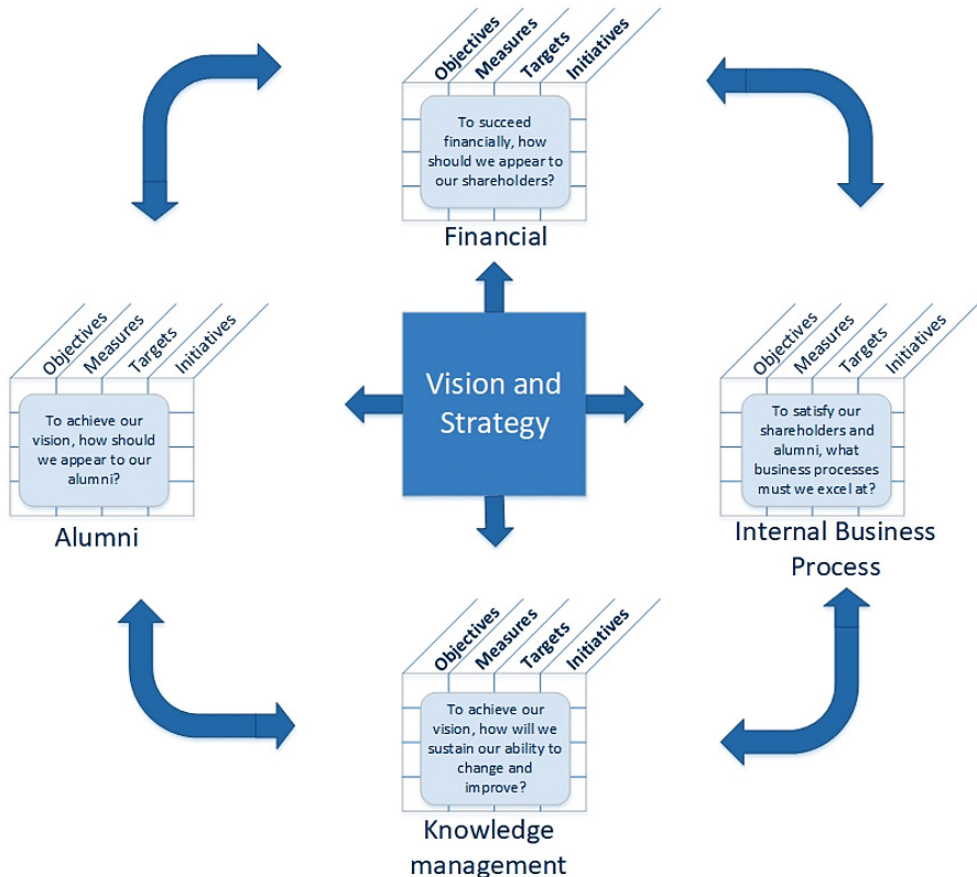 Objectives
Measures
Targets
Initiatives
To succeed
financially, how
should we appear to
our shareholders?
Financial
Objectives
Measures
Targets
Initiatives
To achieve our
vision, how should
we appear to our
alumni?
Alumni
Vision and
Strategy
Objectives
Measures
Targets
Initiatives
To satisfy our
shareholders and
alumni, what
business processes
must we excel at?
Internal Business
Process
Objectives
Measures
Targets
Initiatives
To achieve our
vision, how will we
sustain our ability to
change and
improve?
Knowledge
management